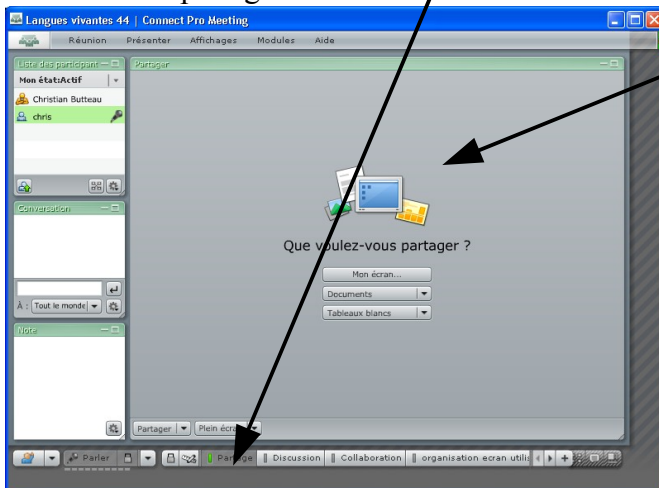 Langues vivantes 44 | Connect Pro Meeting
Réunion Présenter Affichages Modules Aide
Liste des participant
Mon état:Actif
Christian Butteau
chris
Conversation
À : Tout le monde
Note
Partager
Que voulez-vous partager ?
Mon écran...
Documents
Tableaux blancs
Partager Plein écran
Parler Partage Discussion Collaboration organisation ecran utilis